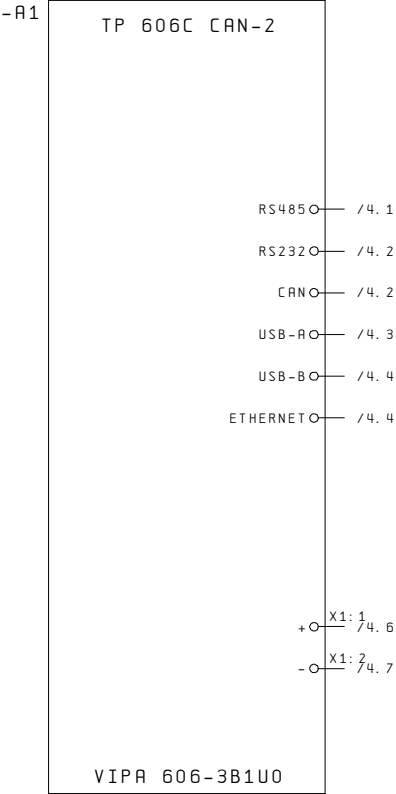 -A1
TP 606C CAN-2
RS485 /4.1
RS232 /4.2
CAN /4.2
USB-A /4.3
USB-B /4.4
ETHERNET /4.4
X1:1
+ /4.6
X1:2
- /4.7
VIPA 606-3B1U0